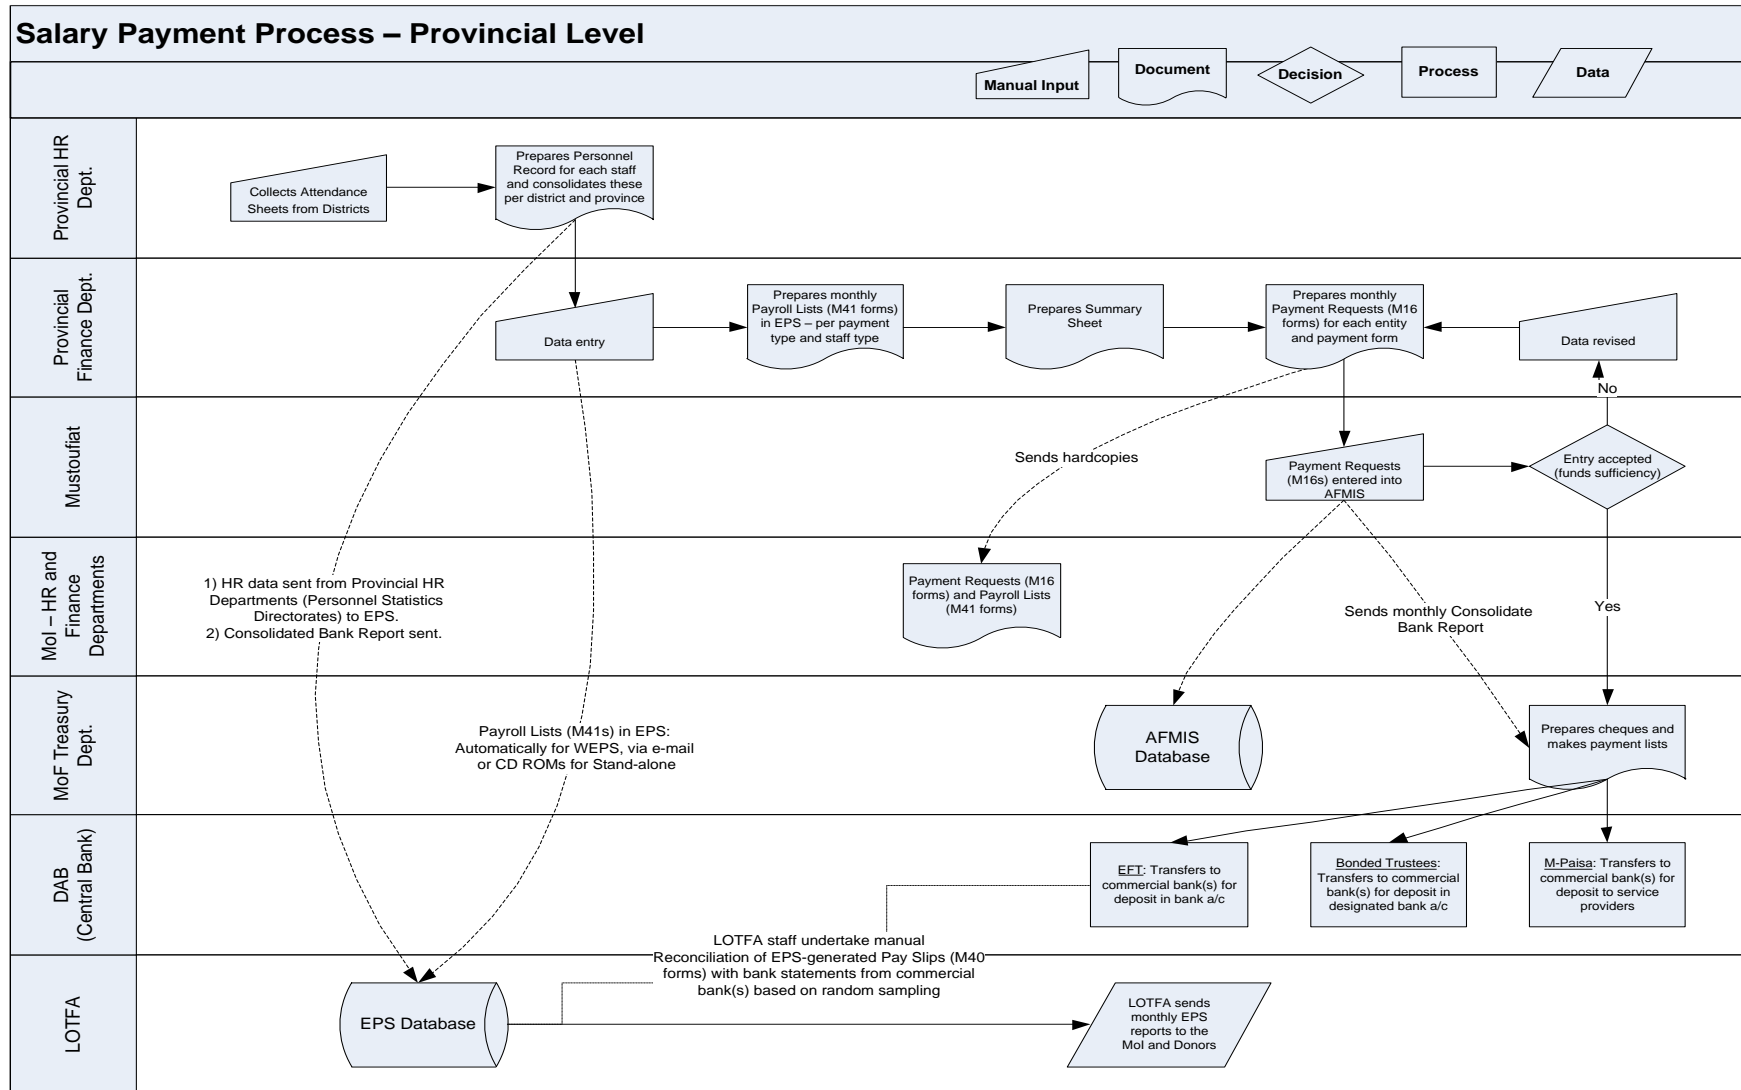 Salary Payment Process – Provincial Level
Manual Input
Document
Decision
Process
Data
Provincial HR
Dept.
Collects Attendance
Sheets from Districts
Prepares Personnel
Record for each staff
and consolidates these
per district and province
Provincial
Finance Dept.
Data entry
Prepares monthly
Payroll Lists (M41 forms)
in EPS – per payment
type and staff type
Prepares Summary
Sheet
Prepares monthly
Payment Requests (M16
forms) for each entity
and payment form
Data revised
No
Mustoufiat
Sends hardcopies
Payment Requests
(M16s) entered into
AFMIS
Entry accepted
(funds sufficiency)
MoI – HR and
Finance
Departments
1) HR data sent from Provincial HR
Departments (Personnel Statistics
Directorates) to EPS.
2) Consolidated Bank Report sent.
Payment Requests (M16
forms) and Payroll Lists
(M41 forms)
Sends monthly Consolidate
Bank Report
Yes
MoF Treasury
Dept.
Payroll Lists (M41s) in EPS:
Automatically for WEPS, via e-mail
or CD ROMs for Stand-alone
AFMIS
Database
Prepares cheques and
makes payment lists
DAB
(Central Bank)
EFT: Transfers to
commercial bank(s) for
deposit in bank a/c
Bonded Trustees:
Transfers to commercial
bank(s) for deposit in
designated bank a/c
M-Paisa: Transfers to
commercial bank(s) for
deposit to service
providers
LOTFA staff undertake manual
Reconciliation of EPS-generated Pay Slips (M40
forms) with bank statements from commercial
bank(s) based on random sampling
LOTFA
EPS Database
LOTFA sends
monthly EPS
reports to the
MoI and Donors